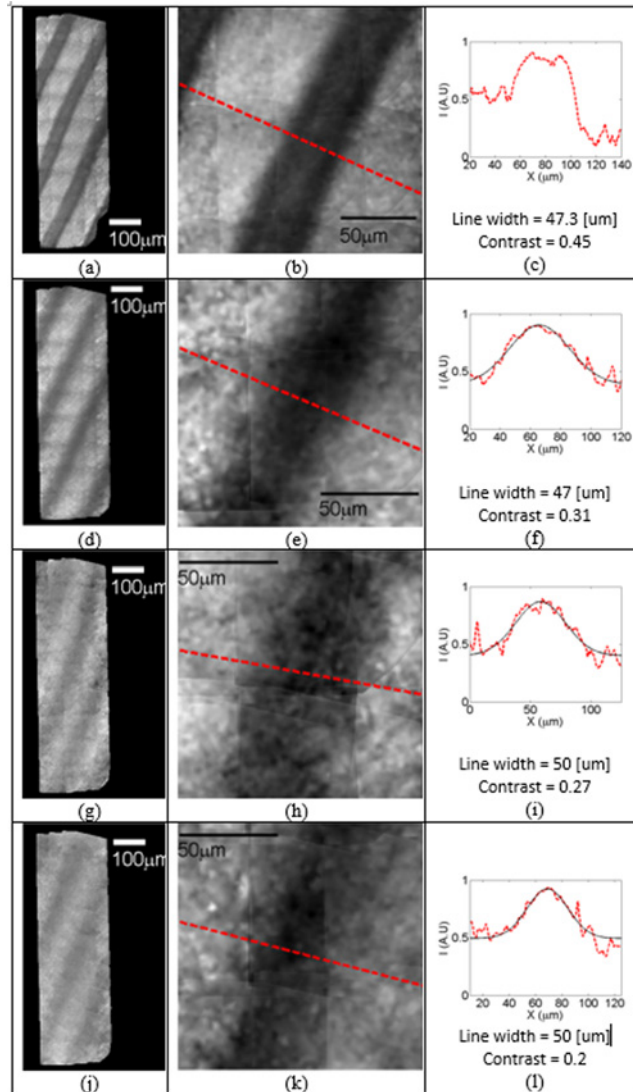 100μm
(a)
50μm
(b)
1
0.5
0
I (A.U)
20 40 60 80 100 120 140
X (μm)
Line width = 47.3 [um]
Contrast = 0.45
(c)
100μm
(d)
50μm
(e)
1
0.5
0
I (A.U)
20 40 60 80 100 120
X (μm)
Line width = 47 [um]
Contrast = 0.31
(f)
100μm
(g)
50μm
(h)
1
0.5
0
I (A.U)
0 50 100
X (μm)
Line width = 50 [um]
Contrast = 0.27
(i)
100μm
(j)
50μm
(k)
1
0.5
0
I (A.U)
20 40 60 80 100 120
X (μm)
Line width = 50 [um]
Contrast = 0.2
(l)